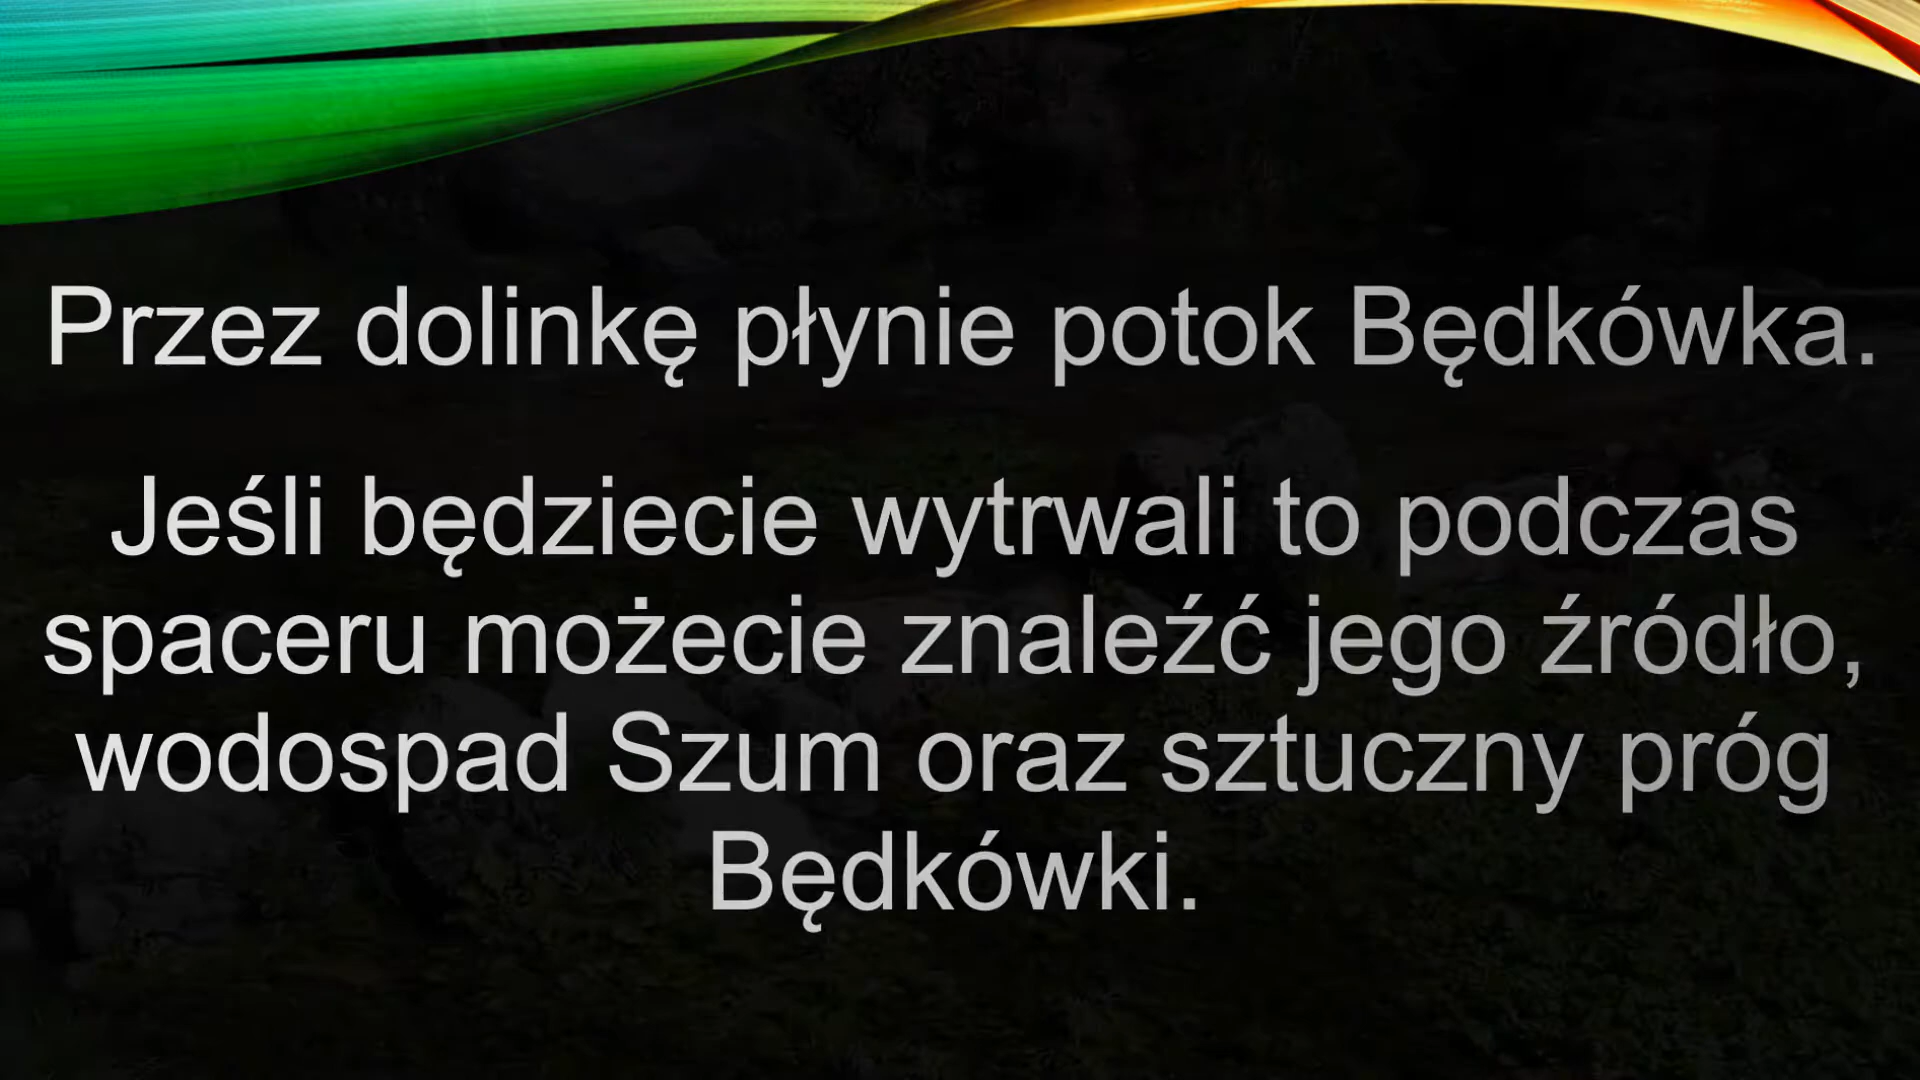 Przez dolinkę płynie potok Będkówka.
Jeśli będziecie wytrwali to podczas
spaceru możecie znaleźć jego źródło,
wodospad Szum oraz sztuczny próg
Będkówki.